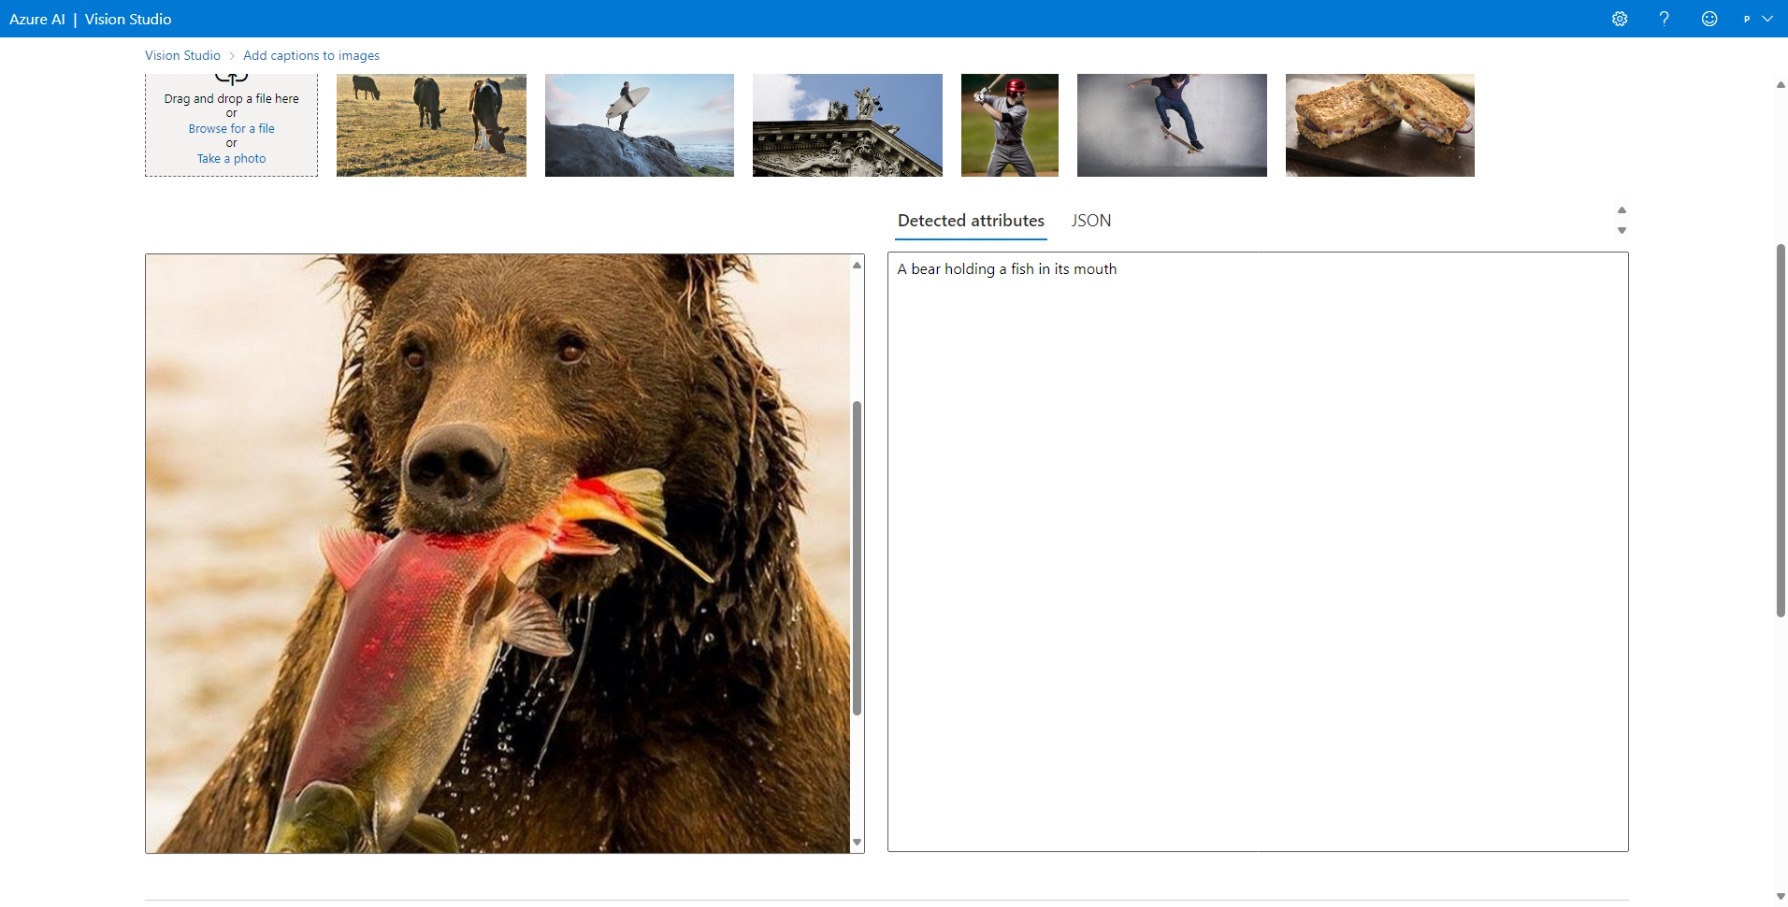 Azure AI | Vision Studio
P
Vision Studio > Add captions to images
Drag and drop a file here
or
Browse for a file
or
Take a photo
Detected attributes
JSON
A bear holding a fish in its mouth